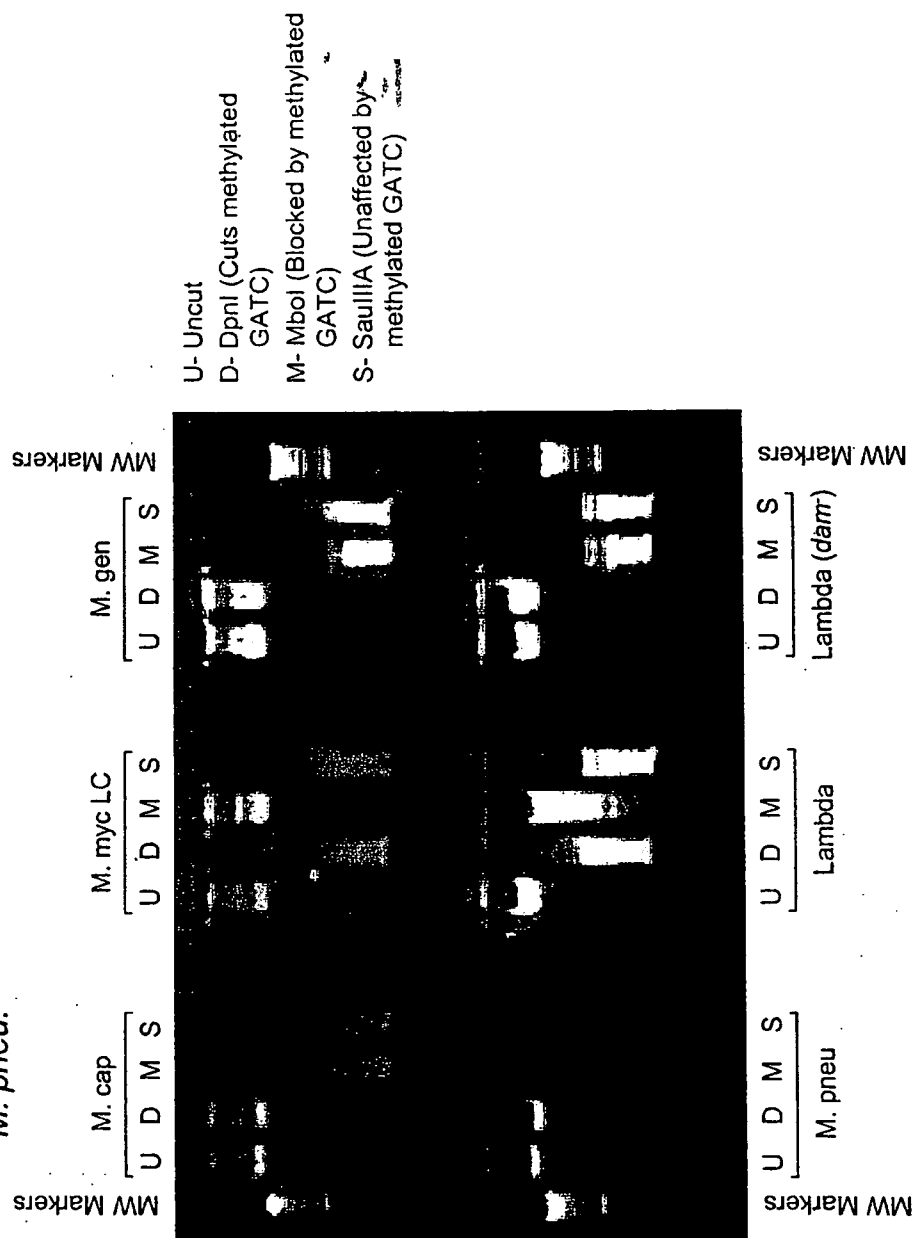 M. pneu.
MW Markers
M. cap
U D M S
M. myc LC
U D M S
M. gen
U D M S
MW Markers
U- Uncut
D- DpnI (Cuts methylated
GATC)
M- MboI (Blocked by methylated
GATC)
S- SauIIIA (Unaffected by
methylated GATC)
MW Markers
U D M S
M. pneu
U D M S
Lambda
U D M S
Lambda (dam-)
MW Markers